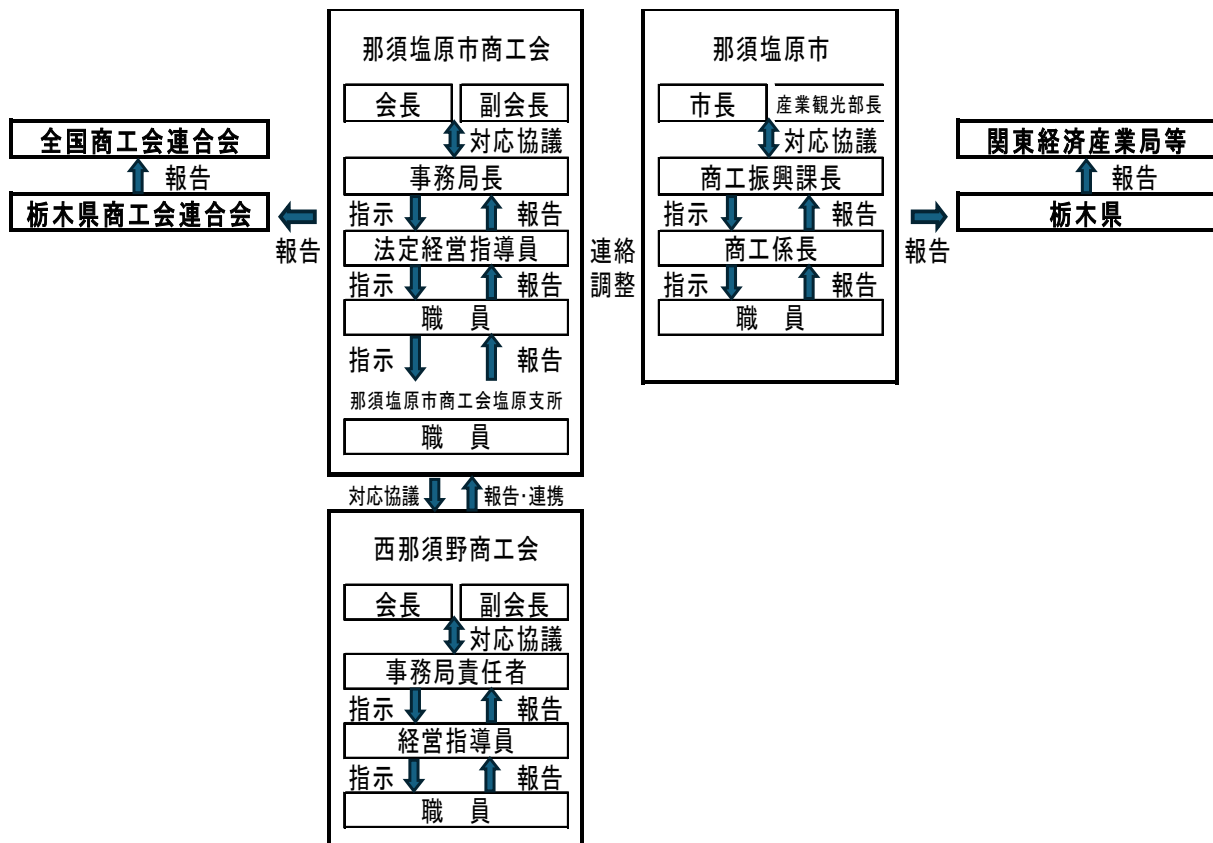 那須塩原市商工会
会長 副会長
対応協議
事務局長
指示 報告
法定経営指導員
指示 報告
職 員
指示 報告
那須塩原市商工会塩原支所
職 員
対応協議 報告・連携
西那須野商工会
会長 副会長
対応協議
事務局責任者
指示 報告
経営指導員
指示 報告
職 員
全国商工会連合会
報告
栃木県商工会連合会
報告
連絡
調整
那須塩原市
市長 産業観光部長
対応協議
商工振興課長
指示 報告
商工係長
指示 報告
職 員
関東経済産業局等
報告
栃木県
報告